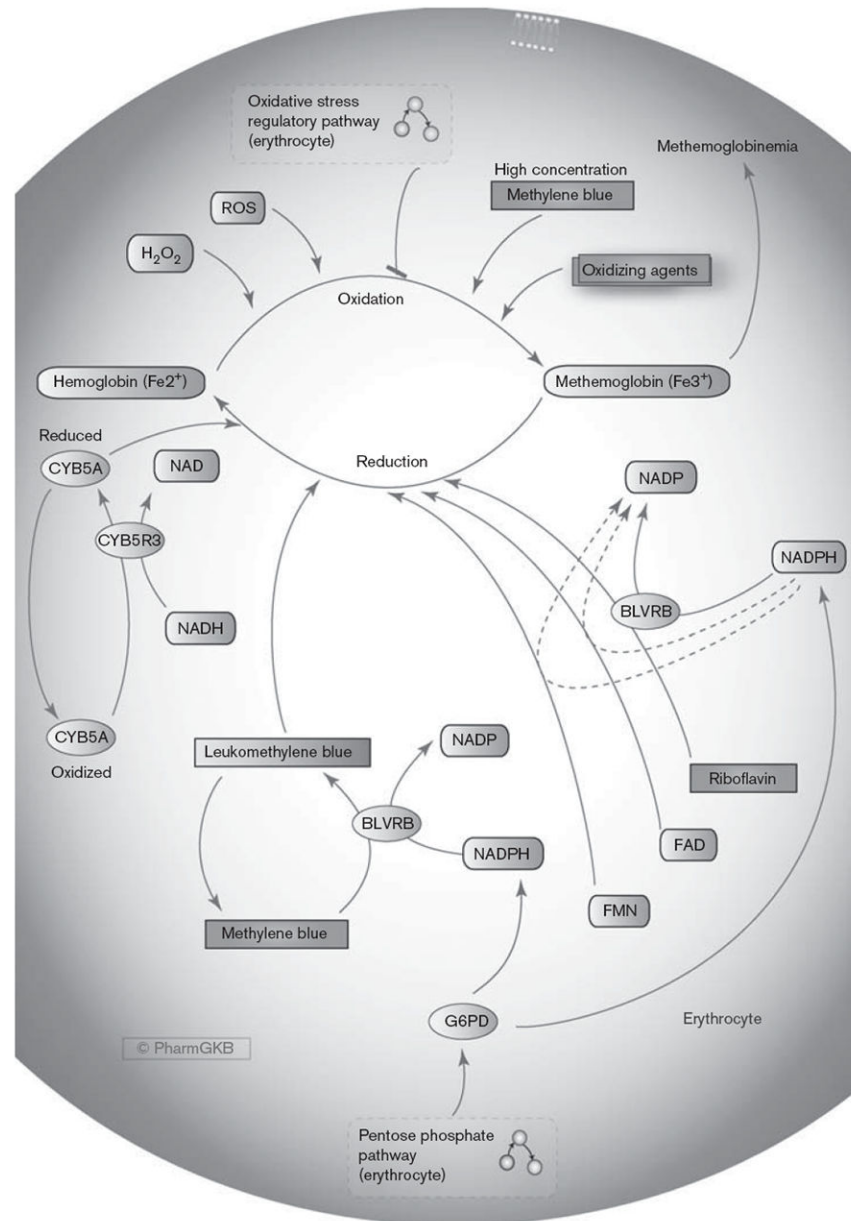 Oxidative stress
regulatory pathway
(erythrocyte)
Methemoglobinemia
High concentration
Methylene blue
ROS
H₂O₂
Oxidizing agents
Oxidation
Hemoglobin (Fe2⁺)
Methemoglobin (Fe3⁺)
Reduced
CYB5A
NAD
Reduction
NADP
CYB5R3
NADPH
BLVRB
NADH
CYB5A
Oxidized
Leukomethylene blue
NADP
Riboflavin
BLVRB
NADPH
FAD
FMN
Methylene blue
G6PD
Erythrocyte
© PharmGKB
Pentose phosphate
pathway
(erythrocyte)